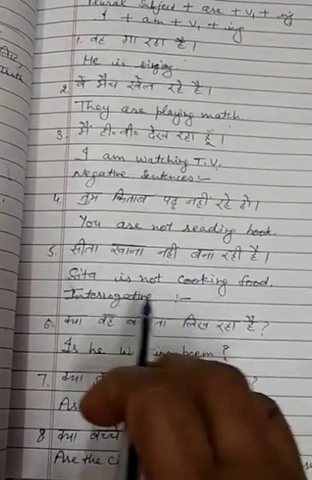 Plural Subject + are + V₁ + ing
I + am + V₁ + ing
1. वह गा रहा है।
He is singing
2. वे मैच खेल रहे है।
They are playing match.
3. मैं टी॰ वी॰ देख रहा हूँ।
I am watching T.V.
Negative Sentences:-
4. तुम किताब पढ़ नहीं रहे हो।
You are not reading book.
5. सीता खाना नहीं बना रही है।
Sita is not cooking food.
Interrogative :-
6. क्या वह लिख रहा है?
Is he poem?
7. क्या ?
8. क्या बच्चे
Are the